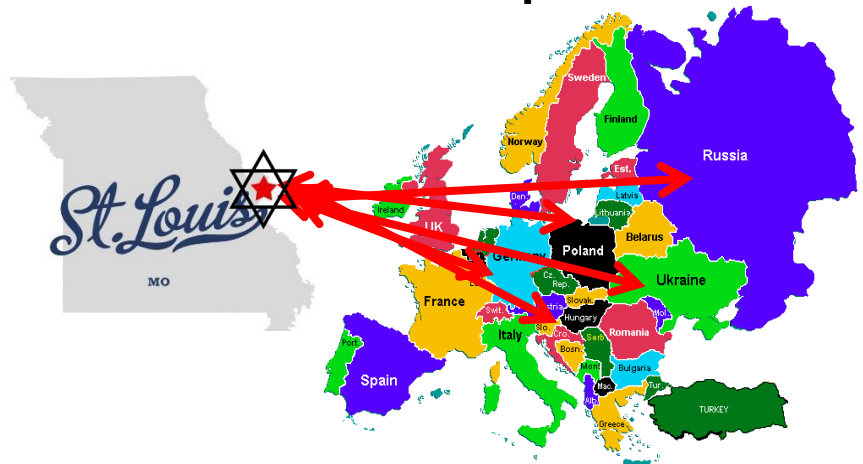 St. Louis
MO
Sweden
Finland
Norway
Russia
Est.
Latvia
Den.
Lithuania
Ireland
UK
Belarus
Poland
Germany
Cz.
Rep.
Ukraine
France
Slovak.
Mol.
Swit.
Hungary
Slo.
Cro.
Romania
Italy
Serb
Port.
Bosn.
Mont
Bulgaria
Spain
Mac.
Tur.
Alb.
TURKEY
Greece